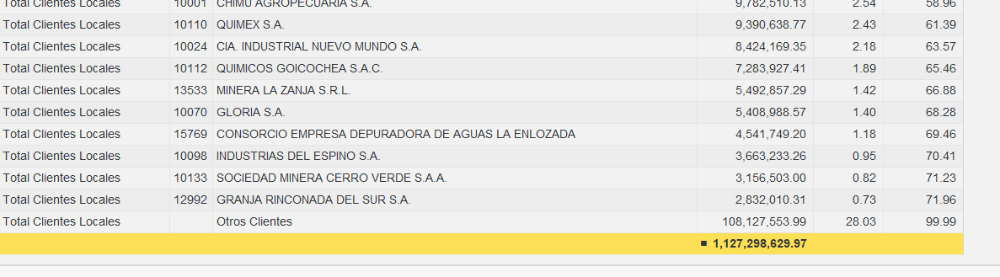 Total Clientes Locales 10001 CHIMU AGROPECUARIA S.A. 9,782,510.13 2.54 58.96
Total Clientes Locales 10110 QUIMEX S.A. 9,390,638.77 2.43 61.39
Total Clientes Locales 10024 CIA. INDUSTRIAL NUEVO MUNDO S.A. 8,424,169.35 2.18 63.57
Total Clientes Locales 10112 QUIMICOS GOICOCHEA S.A.C. 7,283,927.41 1.89 65.46
Total Clientes Locales 13533 MINERA LA ZANJA S.R.L. 5,492,857.29 1.42 66.88
Total Clientes Locales 10070 GLORIA S.A. 5,408,988.57 1.40 68.28
Total Clientes Locales 15769 CONSORCIO EMPRESA DEPURADORA DE AGUAS LA ENLOZADA 4,541,749.20 1.18 69.46
Total Clientes Locales 10098 INDUSTRIAS DEL ESPINO S.A. 3,663,233.26 0.95 70.41
Total Clientes Locales 10133 SOCIEDAD MINERA CERRO VERDE S.A.A. 3,156,503.00 0.82 71.23
Total Clientes Locales 12992 GRANJA RINCONADA DEL SUR S.A. 2,832,010.31 0.73 71.96
Total Clientes Locales Otros Clientes 108,127,553.99 28.03 99.99
■ 1,127,298,629.97